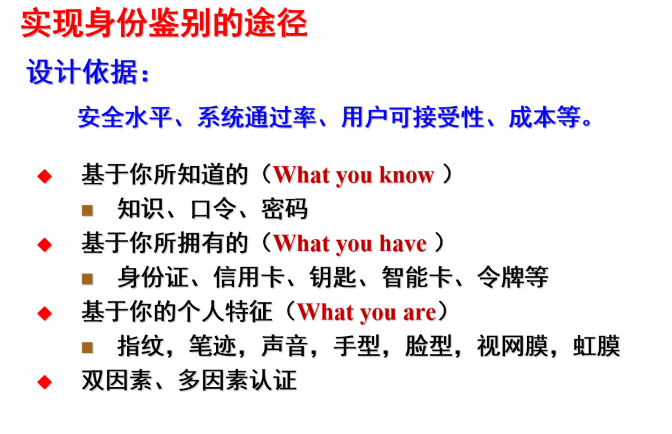 实现身份鉴别的途径
设计依据：
安全水平、系统通过率、用户可接受性、成本等。
基于你所知道的（What you know ）
知识、口令、密码
基于你所拥有的（What you have ）
身份证、信用卡、钥匙、智能卡、令牌等
基于你的个人特征（What you are）
指纹，笔迹，声音，手型，脸型，视网膜，虹膜
双因素、多因素认证